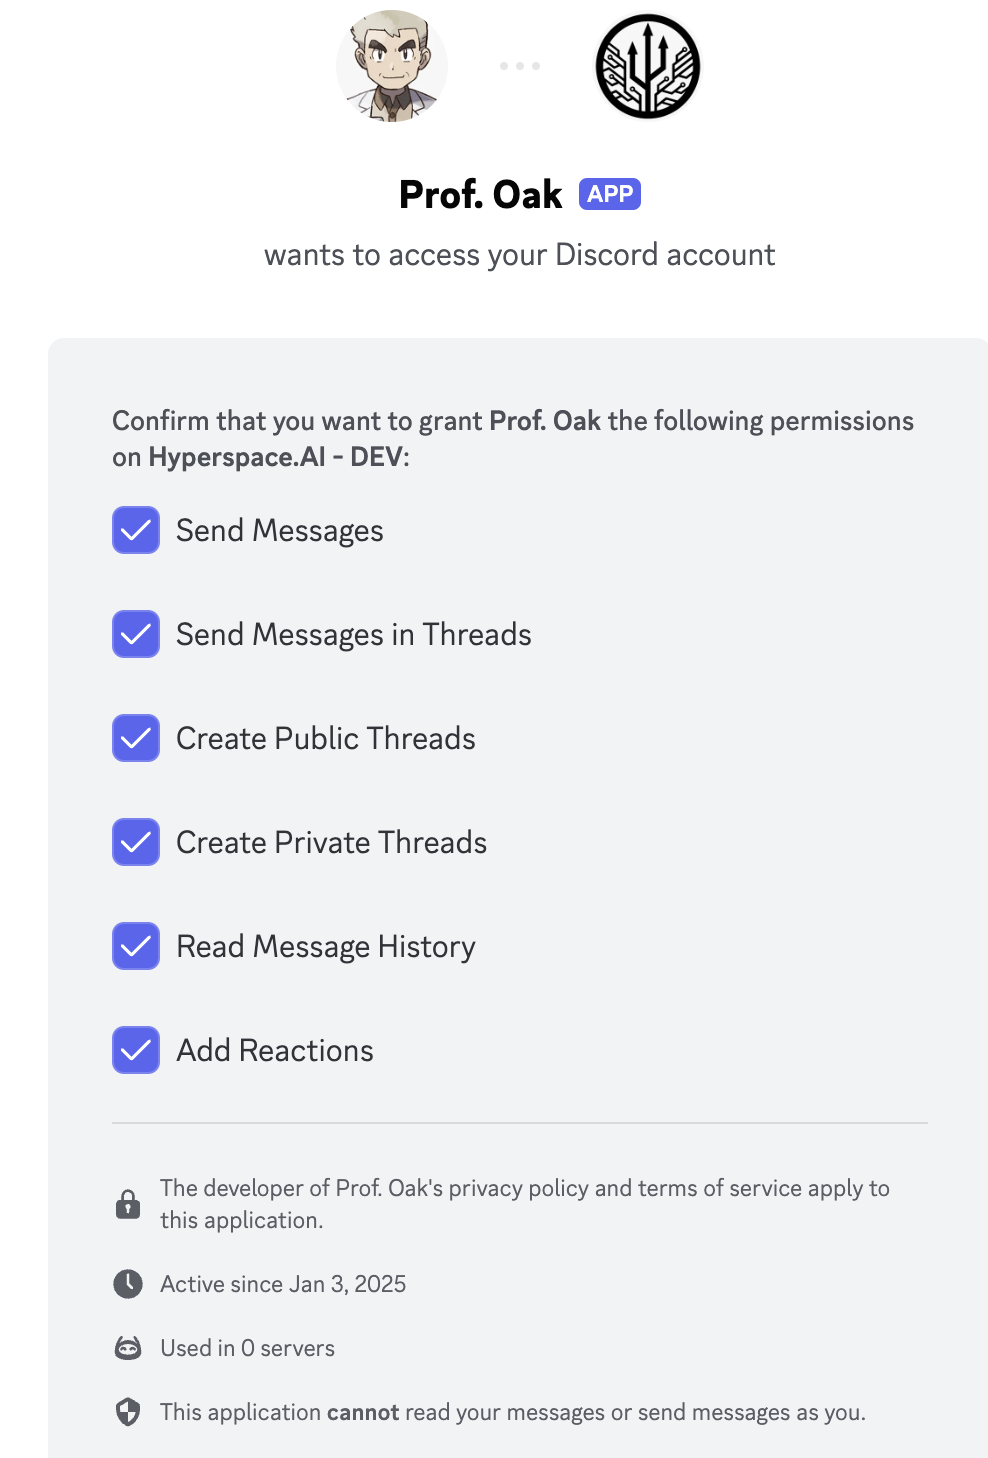 Prof. Oak APP
wants to access your Discord account
Confirm that you want to grant Prof. Oak the following permissions
on Hyperspace.AI - DEV:
Send Messages
Send Messages in Threads
Create Public Threads
Create Private Threads
Read Message History
Add Reactions
The developer of Prof. Oak's privacy policy and terms of service apply to
this application.
Active since Jan 3, 2025
Used in 0 servers
This application cannot read your messages or send messages as you.